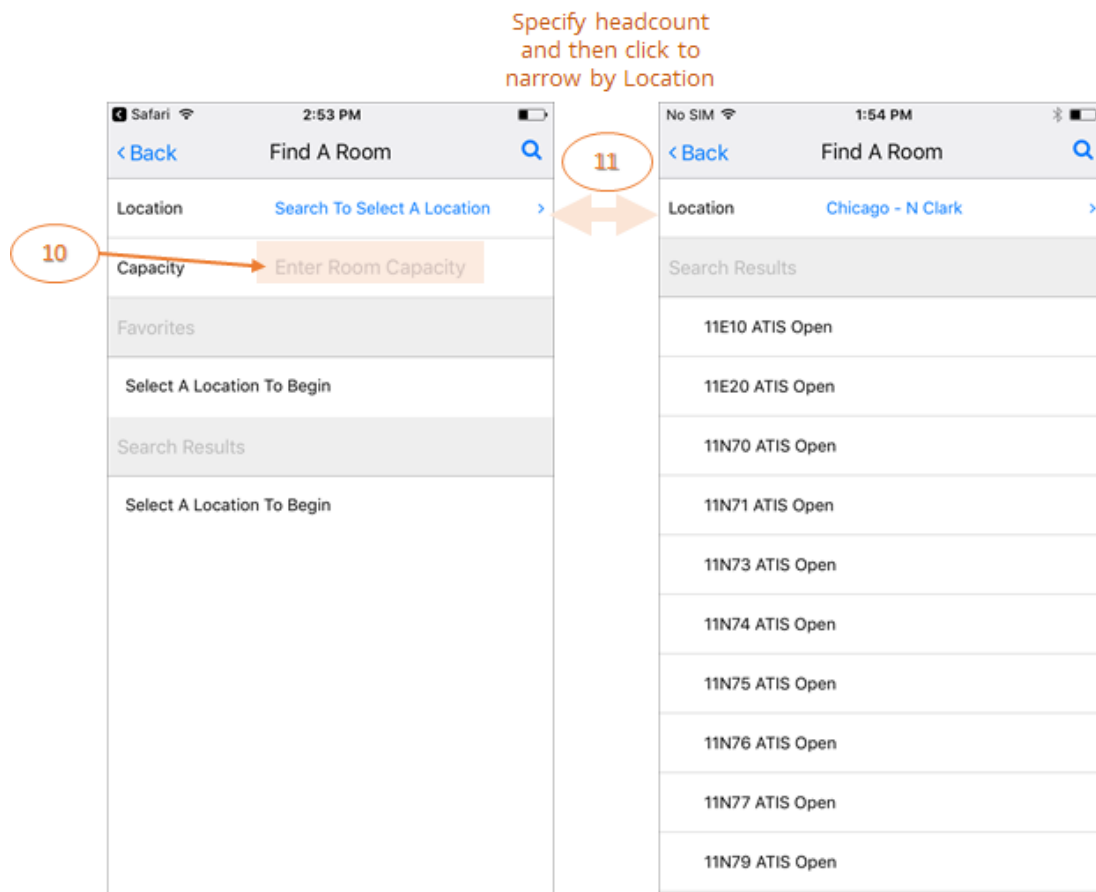 Specify headcount
and then click to
narrow by Location
Safari 2:53 PM
Back Find A Room
Location Search To Select A Location
10
Capacity Enter Room Capacity
Favorites
Select A Location To Begin
Search Results
Select A Location To Begin
11
No SIM 1:54 PM
Back Find A Room
Location Chicago - N Clark
Search Results
11E10 ATIS Open
11E20 ATIS Open
11N70 ATIS Open
11N71 ATIS Open
11N73 ATIS Open
11N74 ATIS Open
11N75 ATIS Open
11N76 ATIS Open
11N77 ATIS Open
11N79 ATIS Open